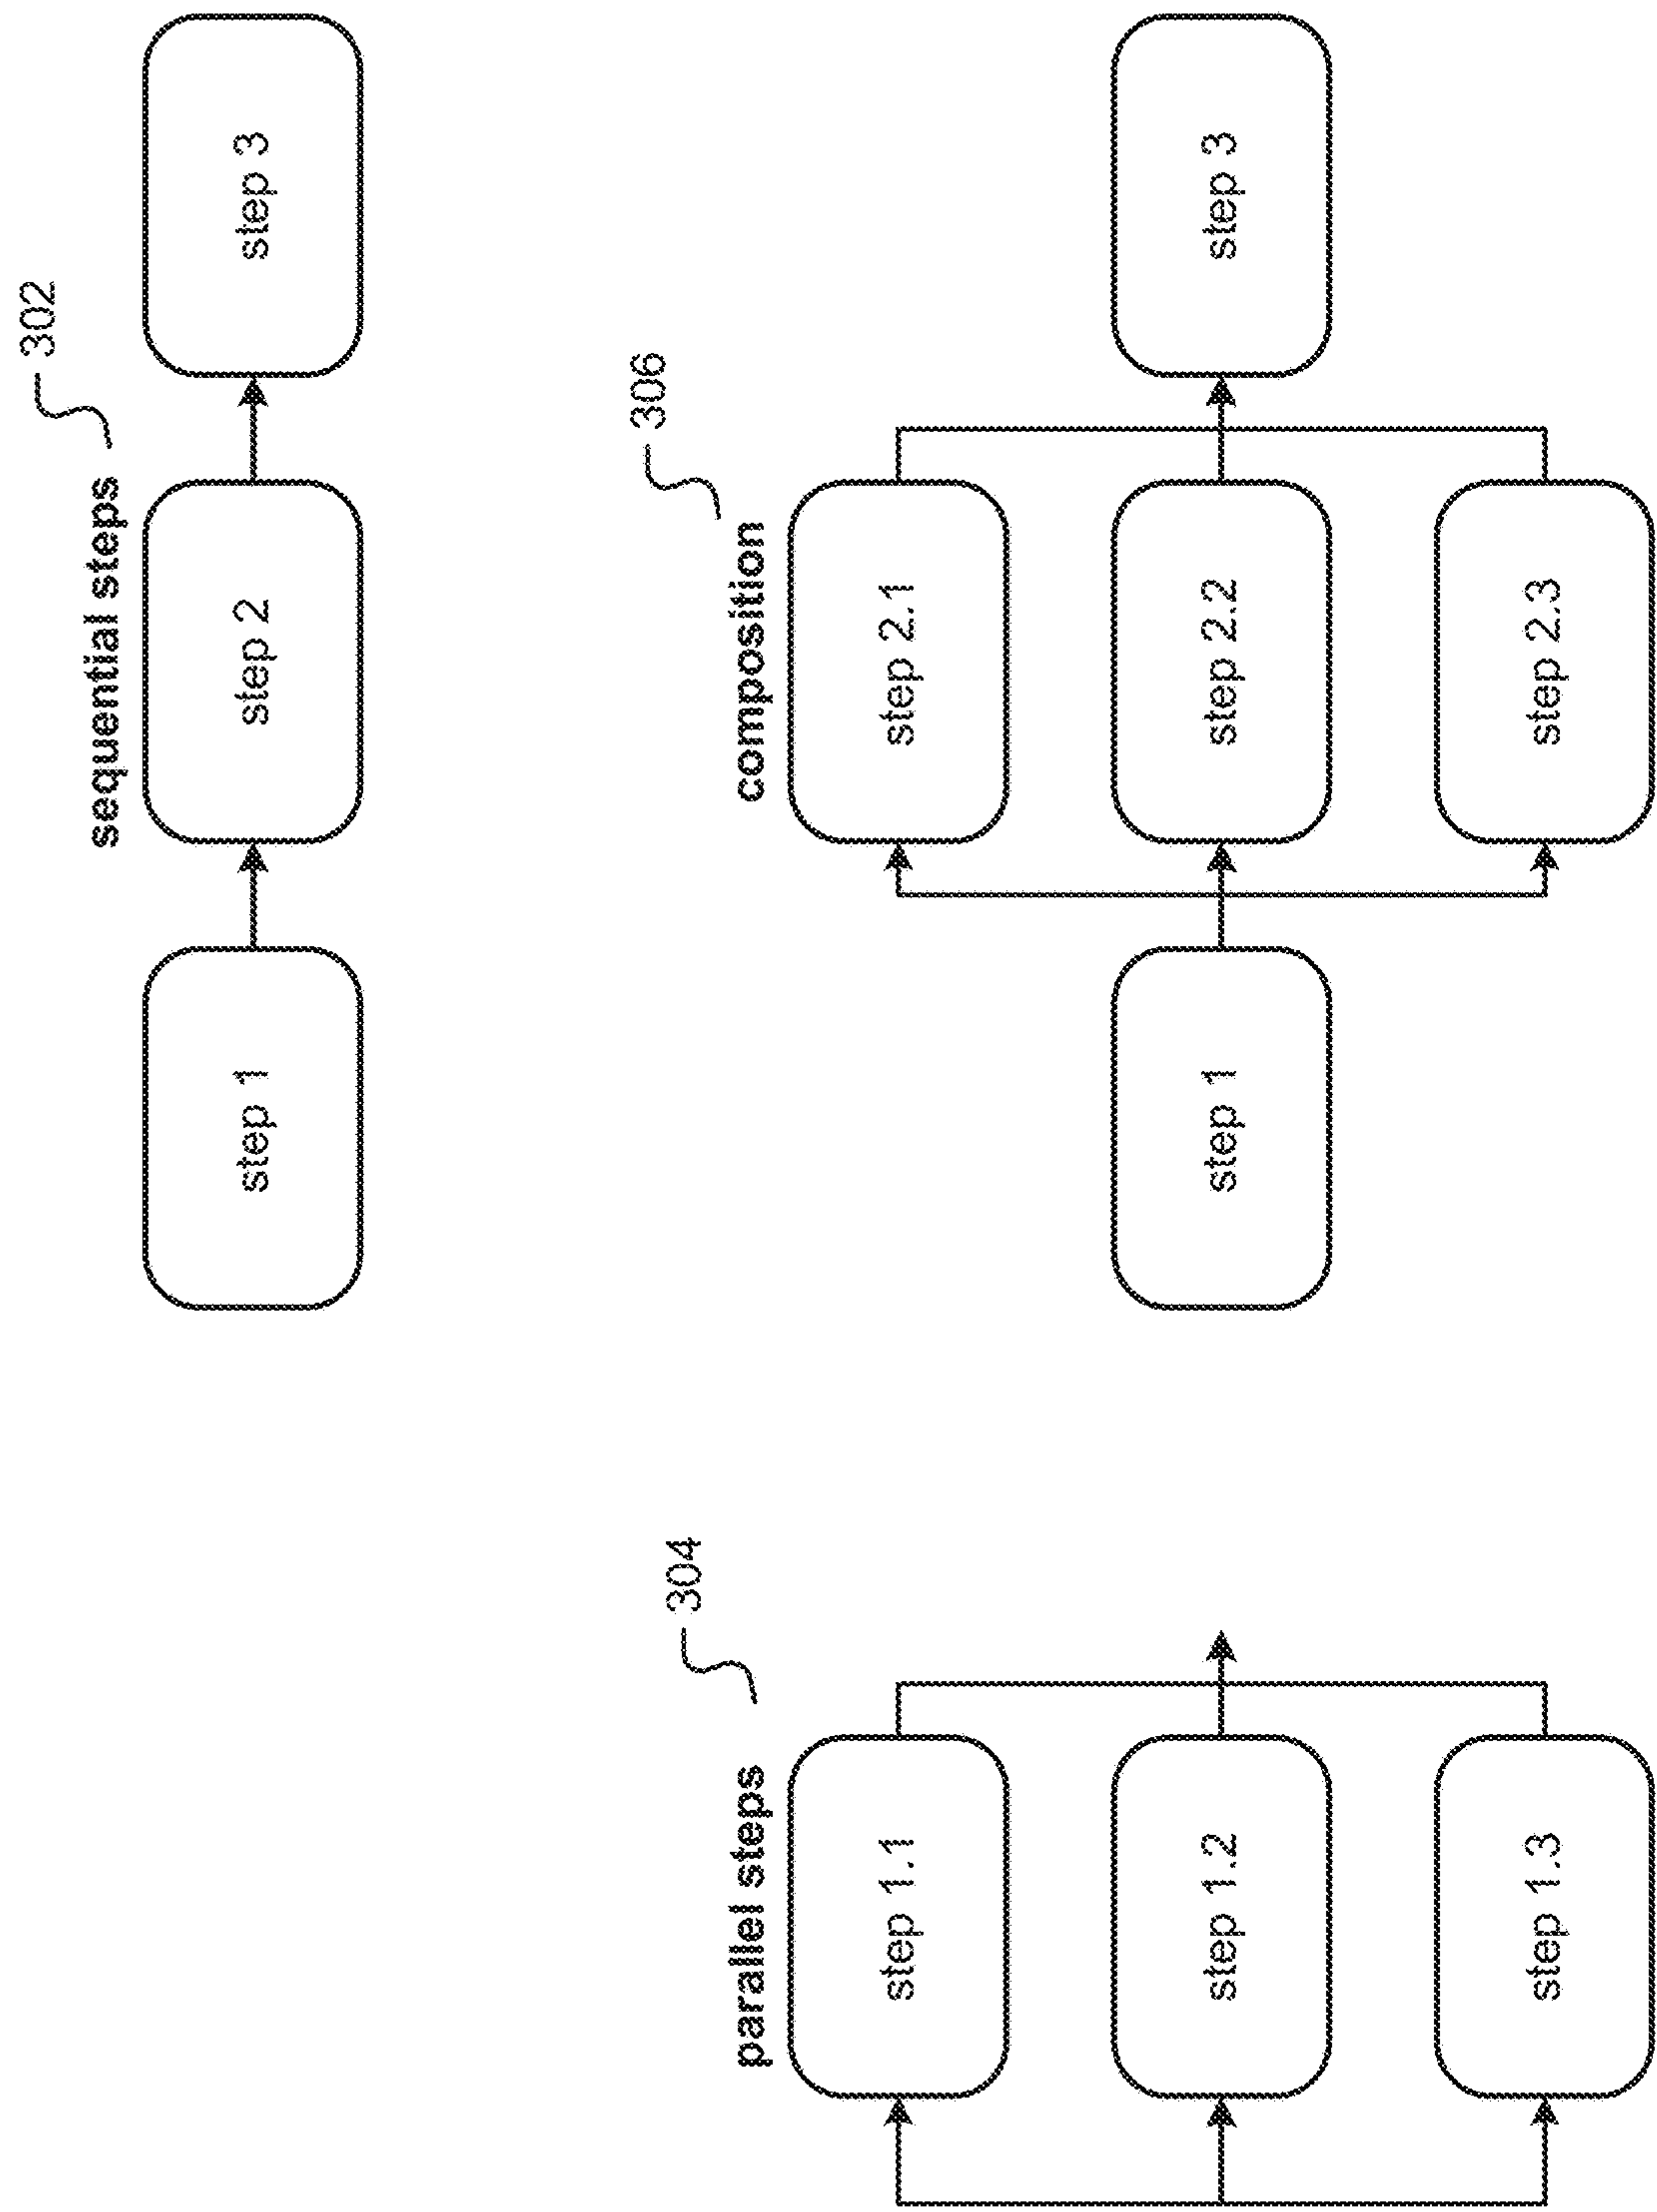 302
sequential steps
step 1
step 2
step 3
304
parallel steps
step 1.1
step 1.2
step 1.3
306
composition
step 1
step 2.1
step 2.2
step 2.3
step 3